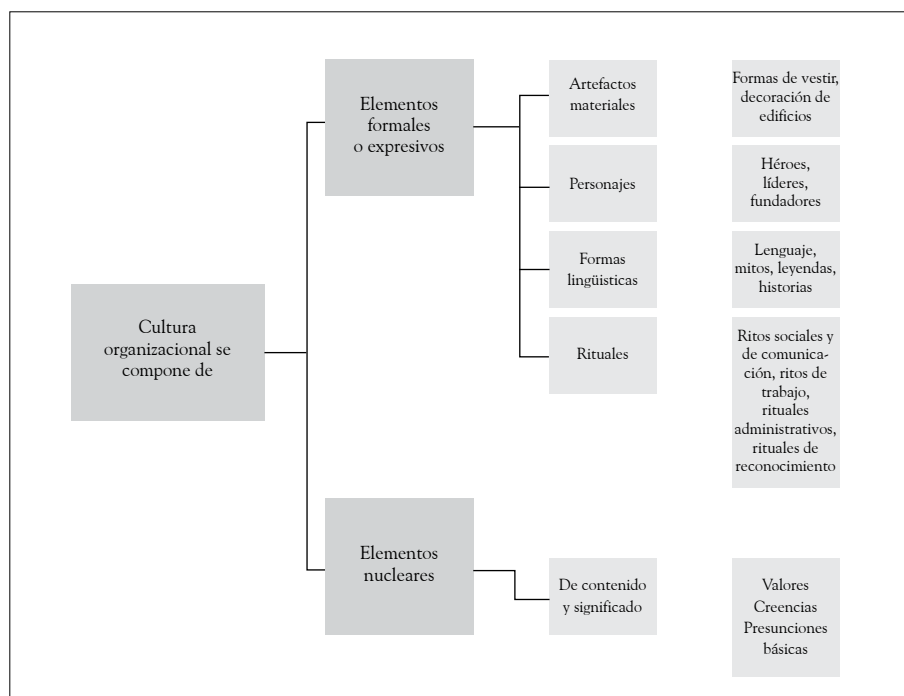 Cultura
organizacional se
compone de
Elementos
formales
o expresivos
Artefactos
materiales
Formas de vestir,
decoración de
edificios
Personajes
Héroes,
líderes,
fundadores
Formas
lingüisticas
Lenguaje,
mitos, leyendas,
historias
Rituales
Ritos sociales y
de comunica-
ción, ritos de
trabajo,
rituales
administrativos,
rituales de
reconocimiento
Elementos
nucleares
De contenido
y significado
Valores
Creencias
Presunciones
básicas